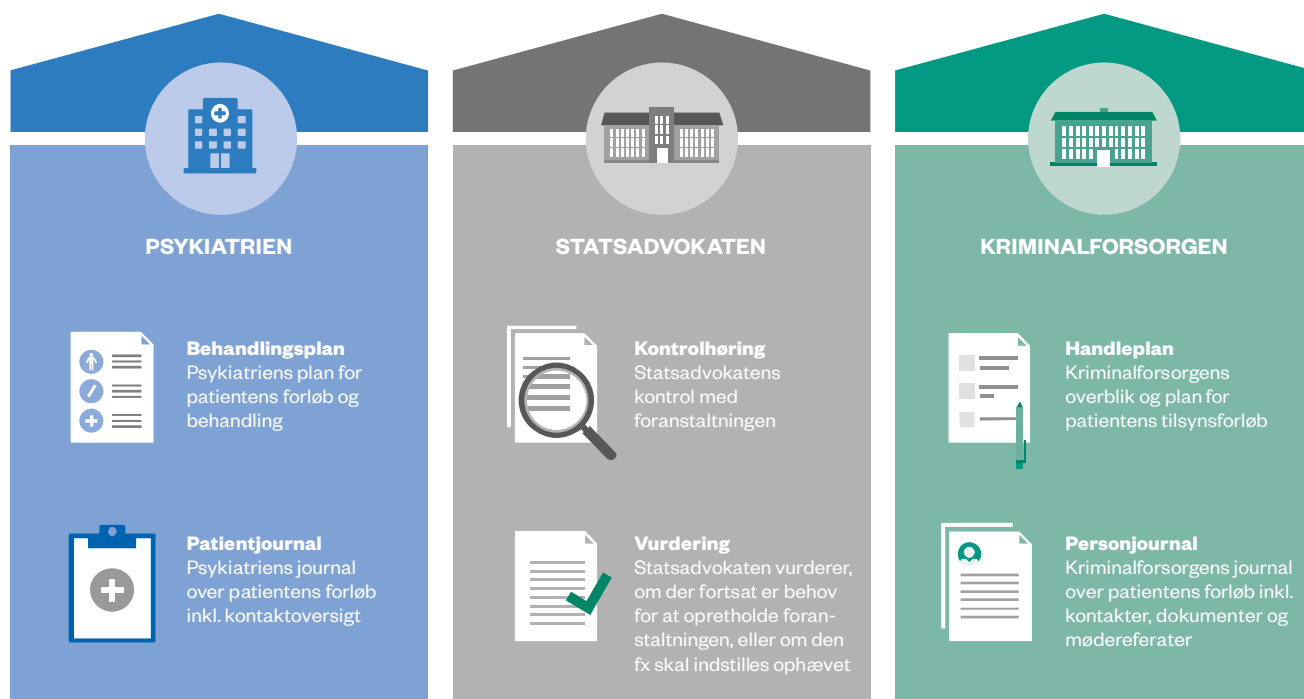 PSYKIATRIEN
Behandlingsplan
Psykiatriens plan for
patientens forløb og
behandling
Patientjournal
Psykiatriens journal
over patientens forløb
inkl. kontaktoversigt
STATSADVOKATEN
Kontrolhøring
Statsadvokatens
kontrol med
foranstaltningen
Vurdering
Statsadvokaten vurderer,
om der fortsat er behov
for at opretholde foran-
staltningen, eller om den
fx skal indstilles ophævet
KRIMINALFORSORGEN
Handleplan
Kriminalforsorgens
overblik og plan for
patientens tilsynsforløb
Personjournal
Kriminalforsorgens journal
over patientens forløb inkl.
kontakter, dokumenter og
mødereferater